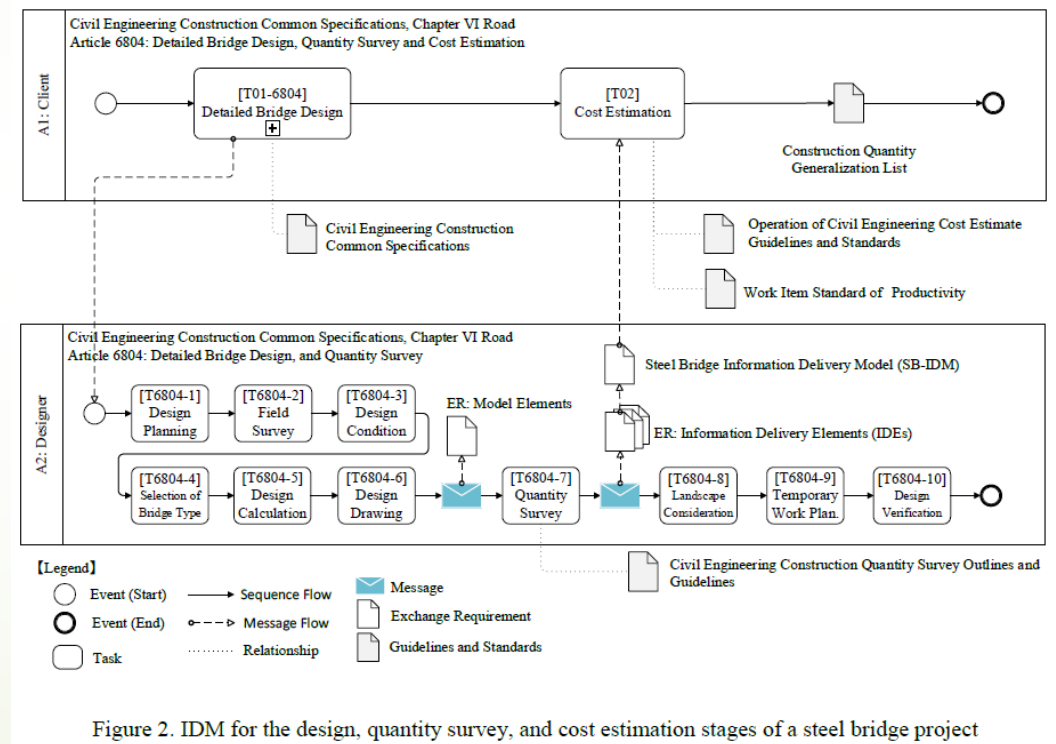 Civil Engineering Construction Common Specifications, Chapter VI Road
Article 6804: Detailed Bridge Design, Quantity Survey and Cost Estimation
A1: Client
[T01-6804]
Detailed Bridge Design
[T02]
Cost Estimation
Construction Quantity
Generalization List
Civil Engineering Construction
Common Specifications
Operation of Civil Engineering Cost Estimate
Guidelines and Standards
Work Item Standard of Productivity
Civil Engineering Construction Common Specifications, Chapter VI Road
Article 6804: Detailed Bridge Design, and Quantity Survey
A2: Designer
Steel Bridge Information Delivery Model (SB-IDM)
[T6804-1]
Design
Planning
[T6804-2]
Field
Survey
[T6804-3]
Design
Condition
ER: Model Elements
ER: Information Delivery Elements (IDEs)
[T6804-4]
Selection of
Bridge Type
[T6804-5]
Design
Calculation
[T6804-6]
Design
Drawing
[T6804-7]
Quantity
Survey
[T6804-8]
Landscape
Consideration
[T6804-9]
Temporary
Work Plan.
[T6804-10]
Design
Verification
Civil Engineering Construction Quantity Survey Outlines and
Guidelines
【Legend】
Event (Start)
Sequence Flow
Message
Event (End)
Message Flow
Exchange Requirement
Task
Relationship
Guidelines and Standards
Figure 2. IDM for the design, quantity survey, and cost estimation stages of a steel bridge project